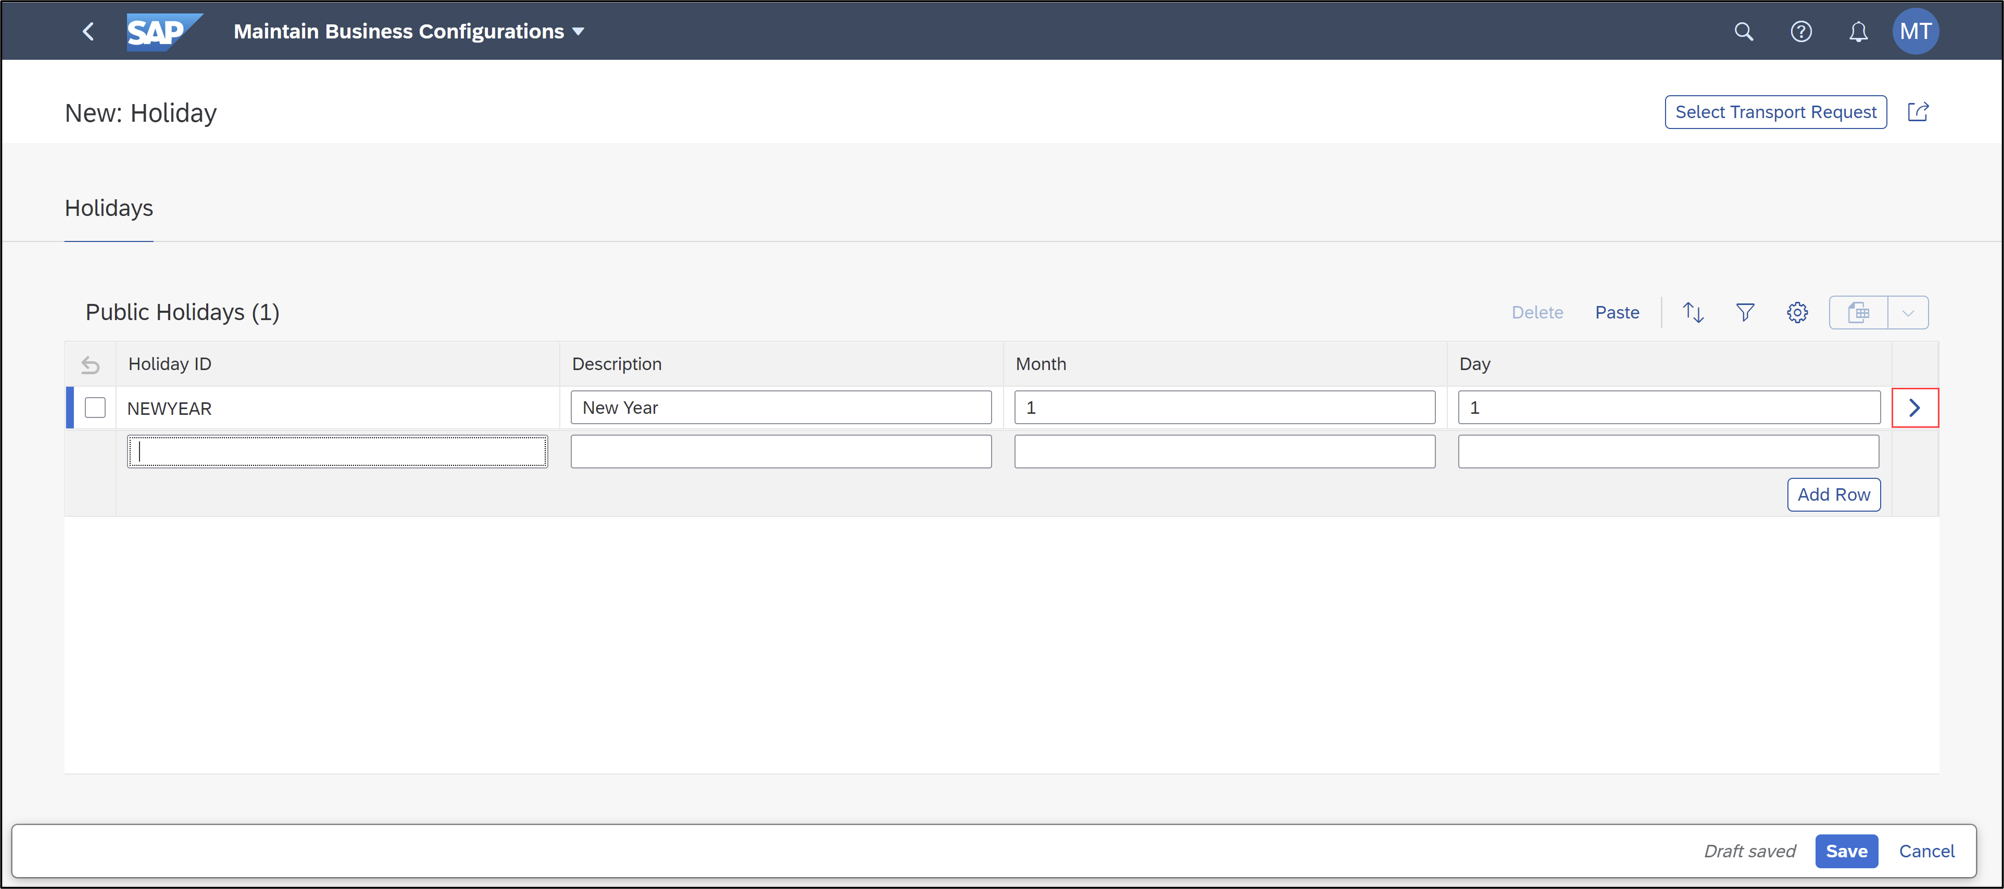 SAP Maintain Business Configurations MT
New: Holiday Select Transport Request
Holidays
Public Holidays (1) Delete Paste
Holiday ID Description Month Day
NEWYEAR New Year 1 1
Add Row
Draft saved Save Cancel